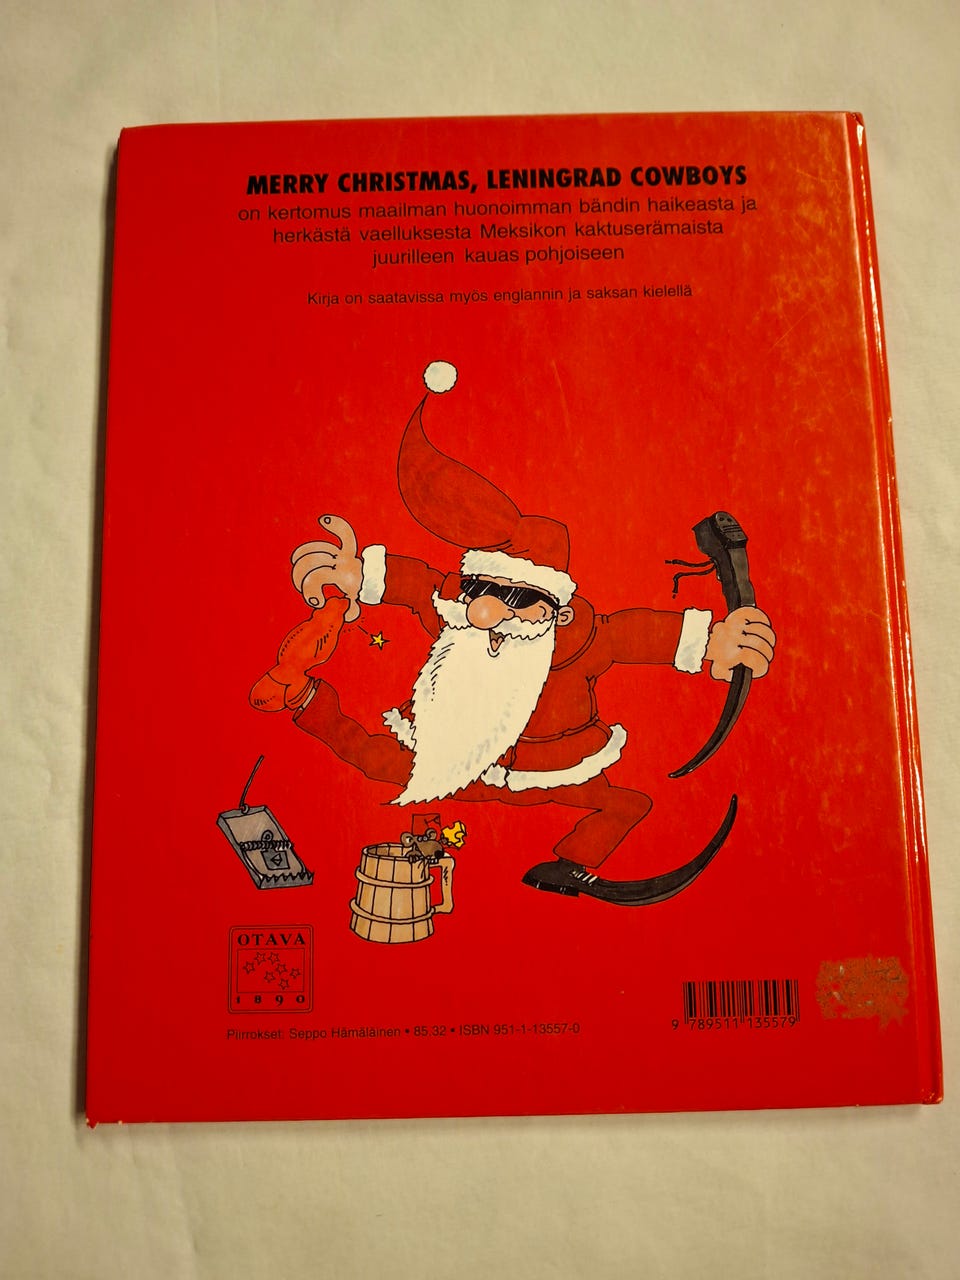 MERRY CHRISTMAS, LENINGRAD COWBOYS
on kertomus maailman huonoimman bändin haikeasta ja
herkästä vaelluksesta Meksikon kaktuserämaista
juurilleen kauas pohjoiseen
Kirja on saatavissa myös englannin ja saksan kielellä
OTAVA
1890
Piirrokset: Seppo Hämäläinen • 85.32 • ISBN 951-1-13557-0
9 789511 135579